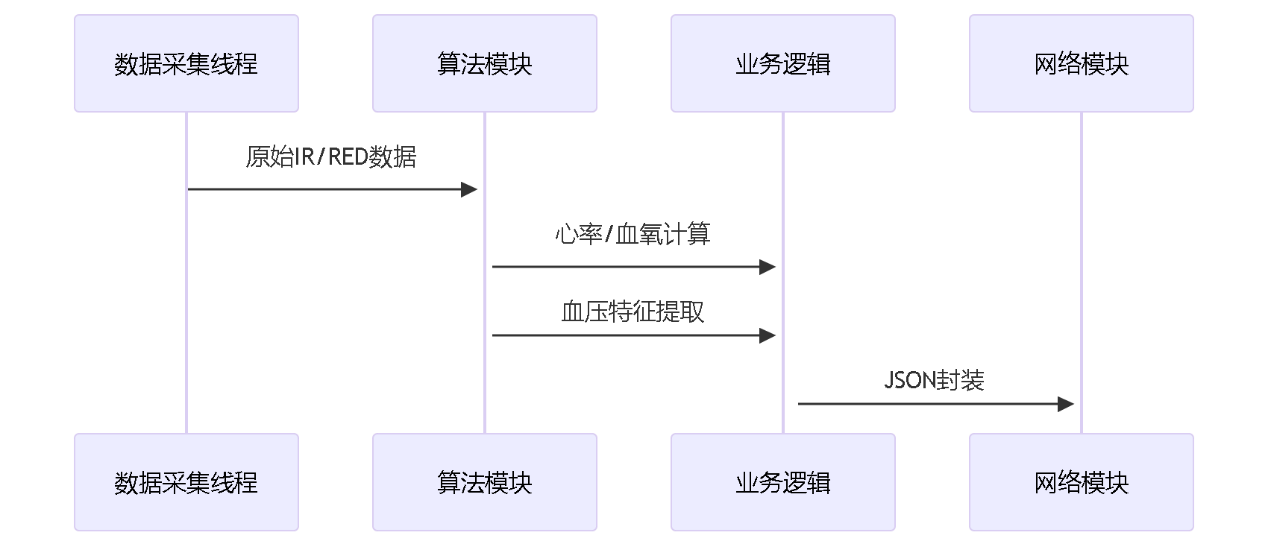 数据采集线程
算法模块
业务逻辑
网络模块
原始IR/RED数据
心率/血氧计算
血压特征提取
JSON封装
数据采集线程
算法模块
业务逻辑
网络模块